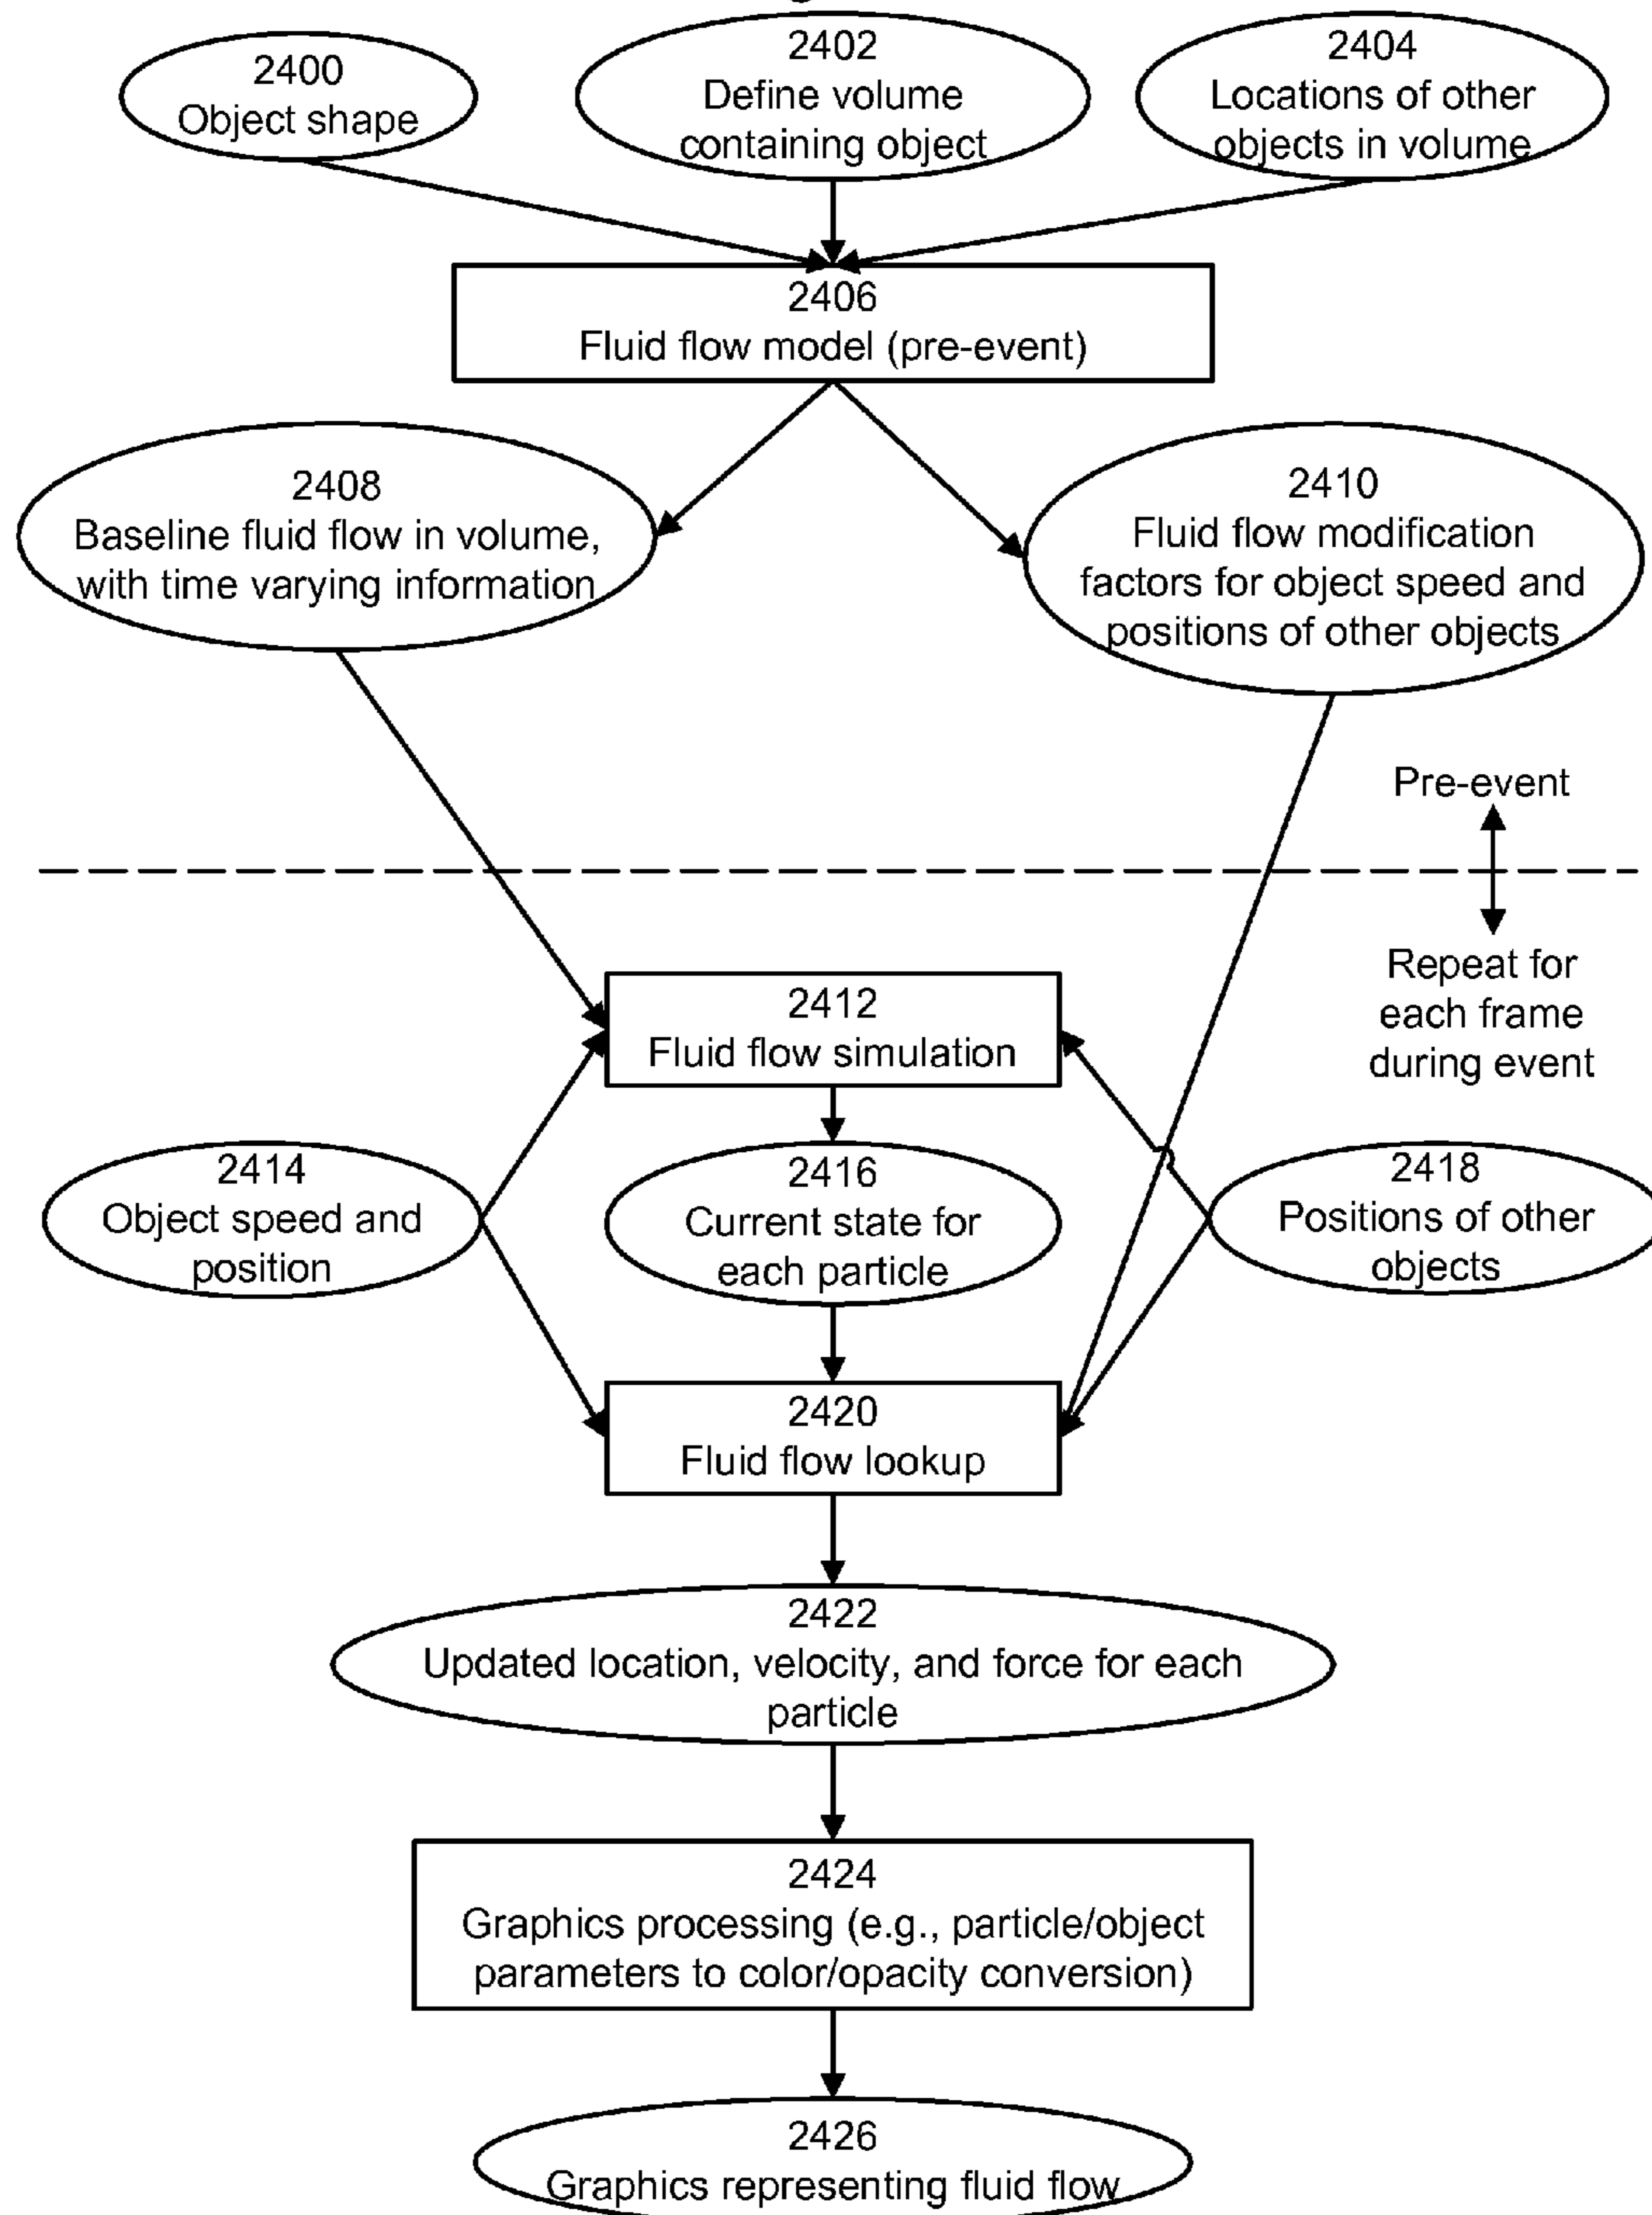 2400
Object shape
2402
Define volume
containing object
2404
Locations of other
objects in volume
2406
Fluid flow model (pre-event)
2408
Baseline fluid flow in volume,
with time varying information
2410
Fluid flow modification
factors for object speed and
positions of other objects
Pre-event
Repeat for
each frame
during event
2412
Fluid flow simulation
2414
Object speed and
position
2416
Current state for
each particle
2418
Positions of other
objects
2420
Fluid flow lookup
2422
Updated location, velocity, and force for each
particle
2424
Graphics processing (e.g., particle/object
parameters to color/opacity conversion)
2426
Graphics representing fluid flow